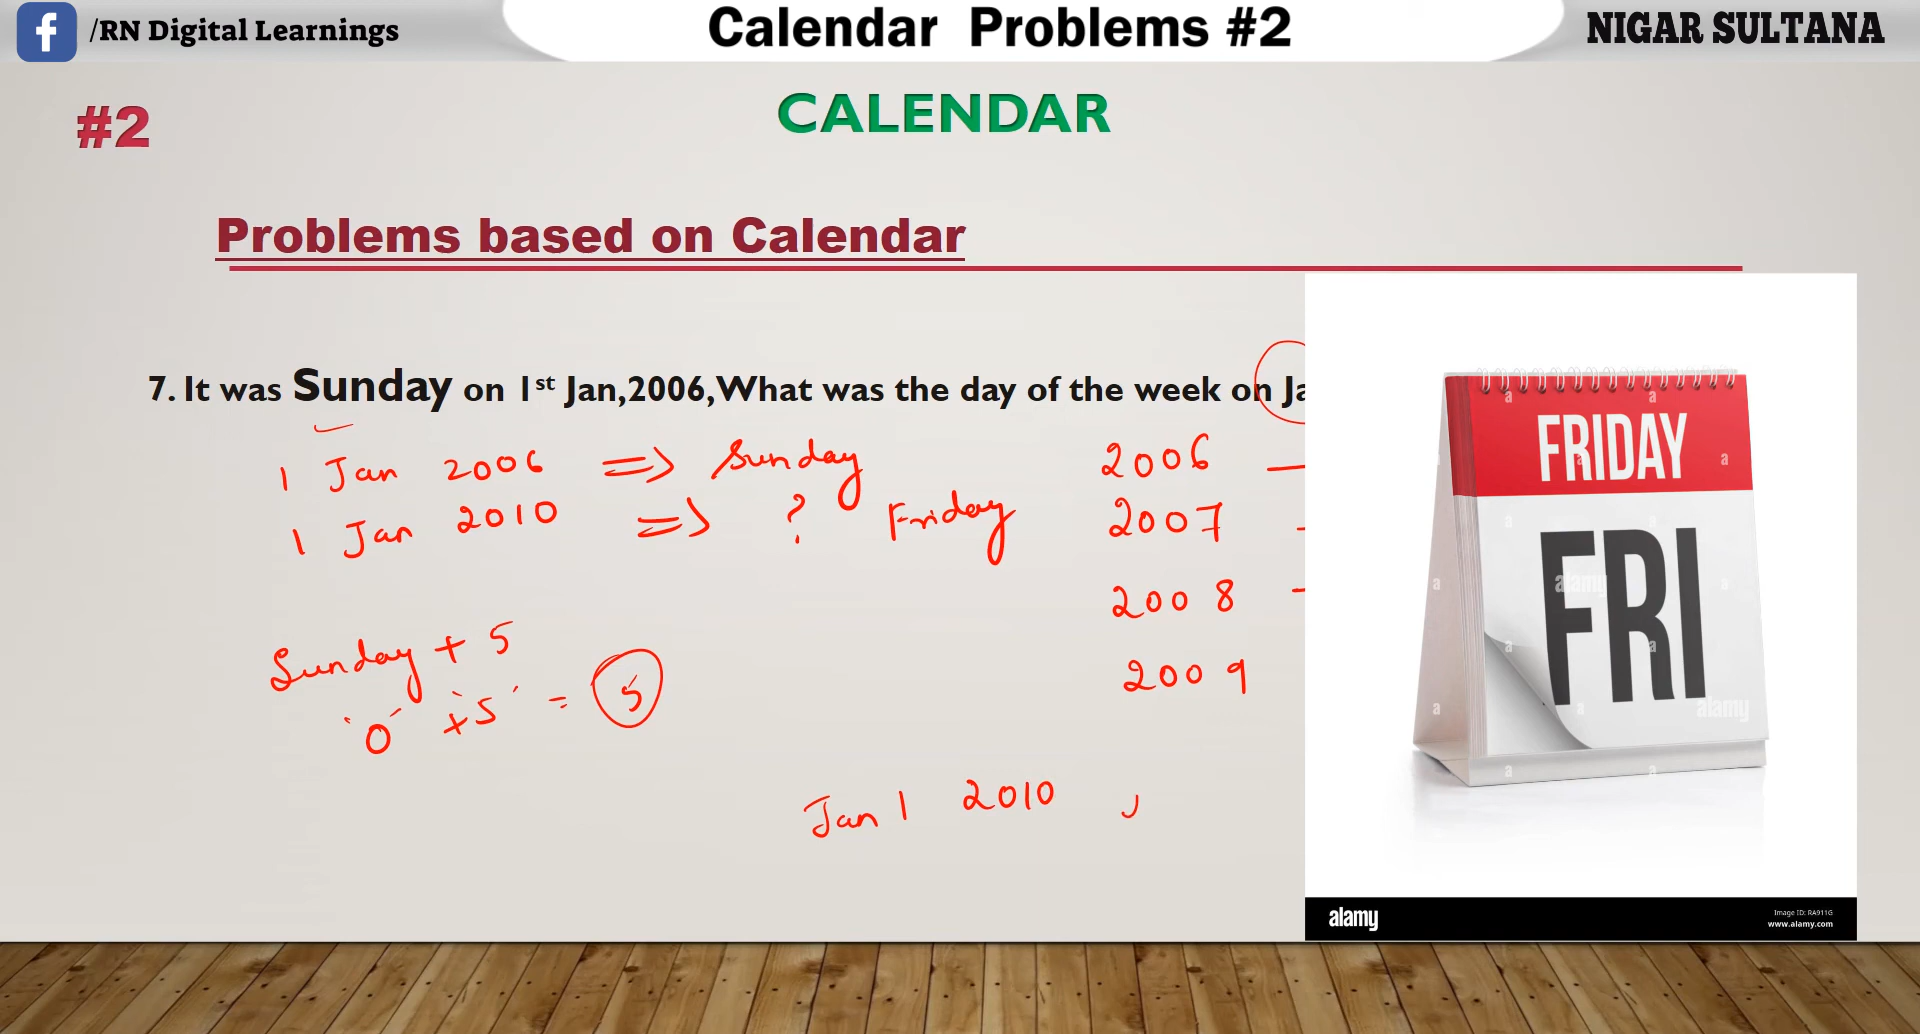 /RN Digital Learnings
Calendar Problems #2
NIGAR SULTANA
#2
CALENDAR
Problems based on Calendar
7. It was Sunday on 1st Jan,2006,What was the day of the week on Ja
1 Jan 2006 => Sunday
1 Jan 2010 => ? Friday
2006 —
2007 -
2008 -
2009
Sunday + 5
0 + 5 = 5
Jan 1 2010 ,
FRIDAY
FRI
alamy
alamy
a
a
a
a
a
a
a
a
a
a
a
a
a
alamy
Image ID: RA911G
www.alamy.com